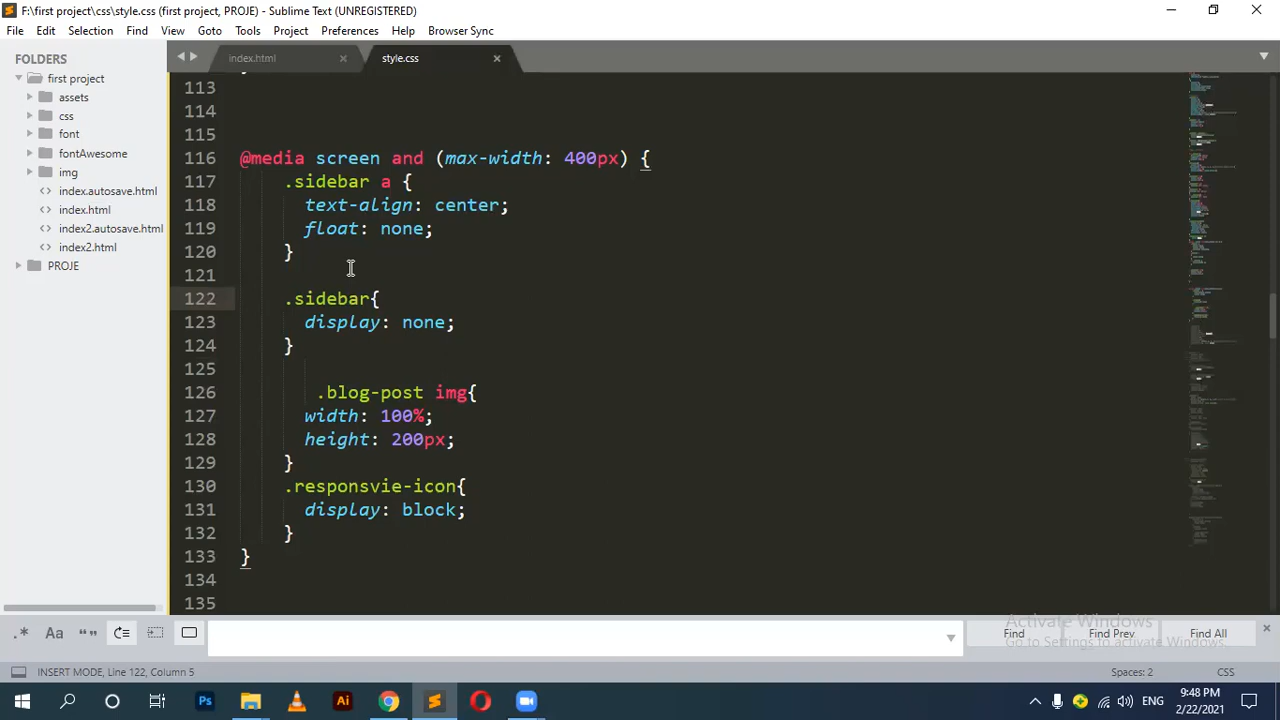 F:\first project\css\style.css (first project, PROJE) - Sublime Text (UNREGISTERED)
File Edit Selection Find View Goto Tools Project Preferences Help Browser Sync
FOLDERS
first project
assets
css
font
fontAwesome
img
index.autosave.html
index.html
index2.autosave.html
index2.html
PROJE
index.html
style.css
113
114
115
116 @media screen and (max-width: 400px) {
117 .sidebar a {
118 text-align: center;
119 float: none;
120 }
121
122 .sidebar{
123 display: none;
124 }
125
126 .blog-post img{
127 width: 100%;
128 height: 200px;
129 }
130 .responsvie-icon{
131 display: block;
132 }
133 }
134
135
Activate Windows
Go to Settings to activate Windows.
.* Aa “” Find Find Prev Find All
INSERT MODE, Line 122, Column 5 Spaces: 2 CSS
Ps Ai ENG 9:48 PM
2/22/2021